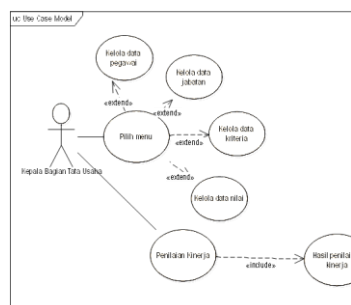 uc Use Case Model
Kelola data
pegawai
Kelola data
jabatan
«extend»
«extend»
Pilih menu
Kelola data
kriteria
«extend»
«extend»
Kepala Bagian Tata Usaha
Kelola data nilai
Penilaian Kinerja
Hasil penilai
kinerja
«include»